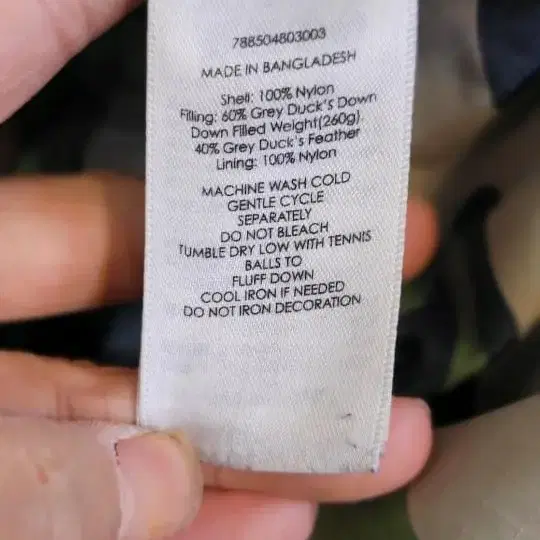 788504803003
MADE IN BANGLADESH
Shell: 100% Nylon
Filling: 60% Grey Duck's Down
Down Filled Weight(260g).
40% Grey Duck's Feather
Lining: 100% Nylon
MACHINE WASH COLD
GENTLE CYCLE
SEPARATELY
DO NOT BLEACH
TUMBLE DRY LOW WITH TENNIS
BALLS TO
FLUFF DOWN
COOL IRON IF NEEDED
DO NOT IRON DECORATION